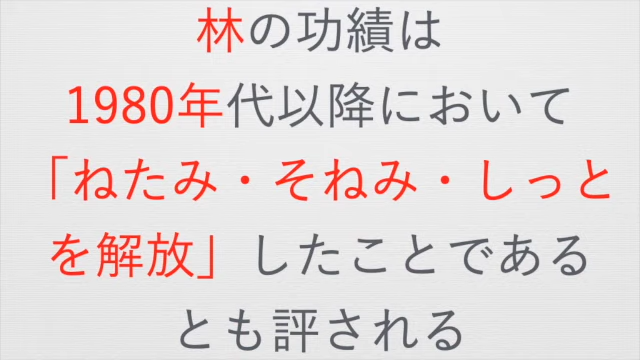 林の功績は
1980年代以降において
「ねたみ・そねみ・しっと
を解放」したことである
とも評される